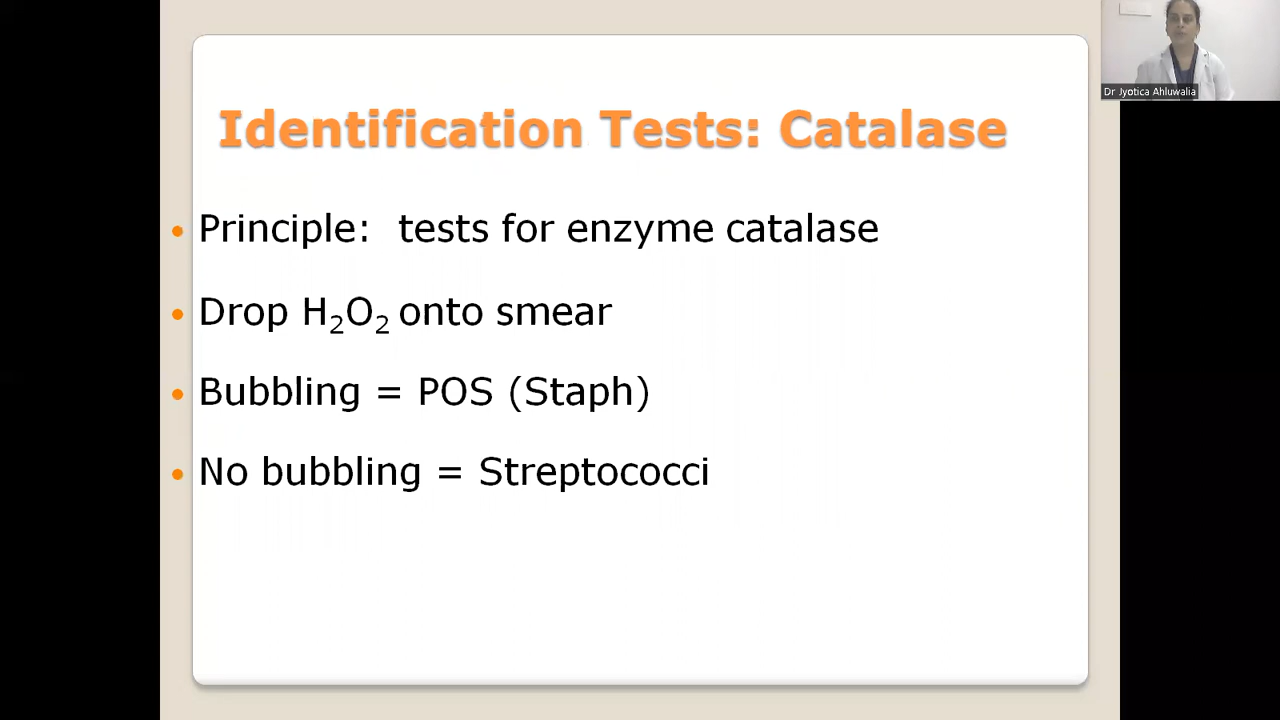 Identification Tests: Catalase
• Principle: tests for enzyme catalase
• Drop H₂O₂ onto smear
• Bubbling = POS (Staph)
• No bubbling = Streptococci
Dr Jyotica Ahluwalia